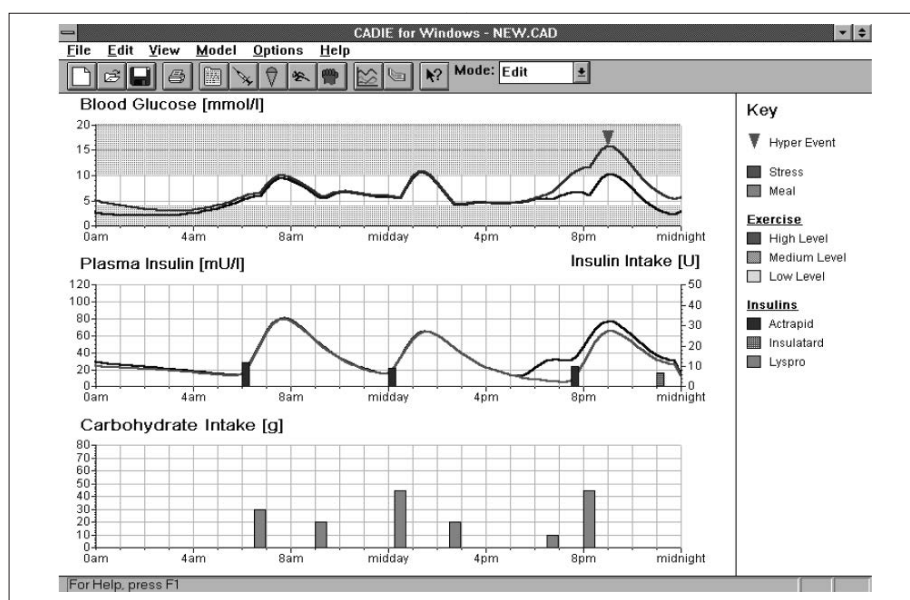 CADIE for Windows - NEW.CAD
File Edit View Model Options Help
Mode: Edit
Blood Glucose [mmol/l]
20
15
10
5
0
0am 4am 8am midday 4pm 8pm midnight
Plasma Insulin [mU/l] Insulin Intake [U]
120
100
80
60
40
20
0
50
40
30
20
10
0
0am 4am 8am midday 4pm 8pm midnight
Carbohydrate Intake [g]
80
70
60
50
40
30
20
10
0
0am 4am 8am midday 4pm 8pm midnight
Key
Hyper Event
Stress
Meal
Exercise
High Level
Medium Level
Low Level
Insulins
Actrapid
Insulatard
Lyspro
For Help, press F1